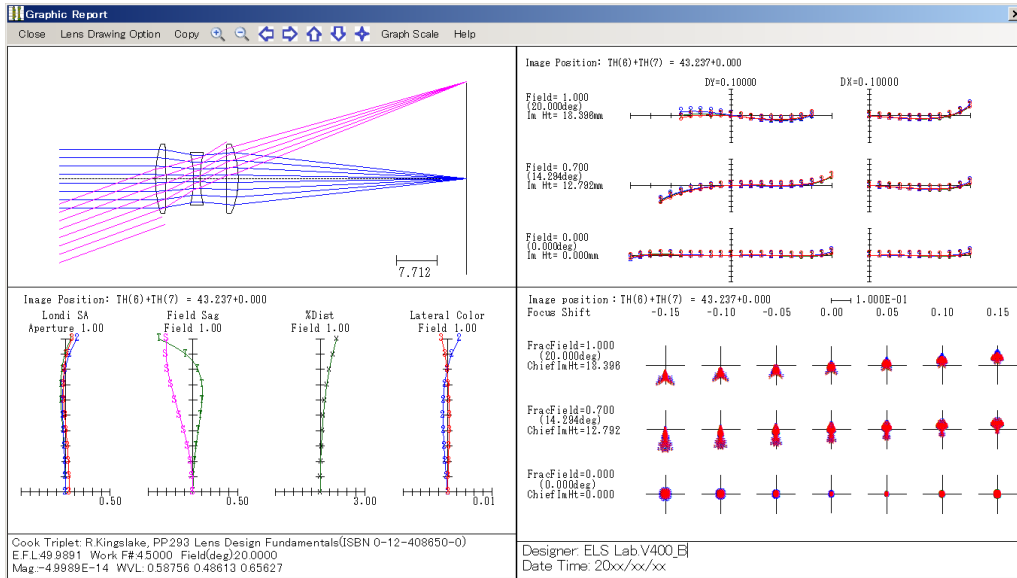 Graphic Report
Close Lens Drawing Option Copy Graph Scale Help
7.712
Image Position: TH(6)+TH(7) = 43.237+0.000
DY=0.10000 DX=0.10000
Field= 1.000
(20.000deg)
Im Ht= 18.398mm
Field= 0.700
(14.294deg)
Im Ht= 12.792mm
Field= 0.000
(0.000deg)
Im Ht= 0.000mm
Image Position: TH(6)+TH(7) = 43.237+0.000
Londi SA Field Sag %Dist Lateral Color
Aperture 1.00 Field 1.00 Field 1.00 Field 1.00
0.50 0.50 3.00 0.01
Image position : TH(6)+TH(7) = 43.237+0.000 1.000E-01
Focus Shift -0.15 -0.10 -0.05 0.00 0.05 0.10 0.15
FracField=1.000
(20.000deg)
ChiefImHt=18.396
FracField=0.700
(14.294deg)
ChiefImHt=12.792
FracField=0.000
(0.000deg)
ChiefImHt=0.000
Cook Triplet: R.Kingslake, PP.293 Lens Design Fundamentals(ISBN 0-12-408650-0)
E.F.L:49.9891 Work F#:4.5000 Field(deg):20.0000
Mag.:-4.9989E-14 WVL: 0.58756 0.48613 0.65627
Designer: ELS Lab.V400_B
Date Time: 20xx/xx/xx